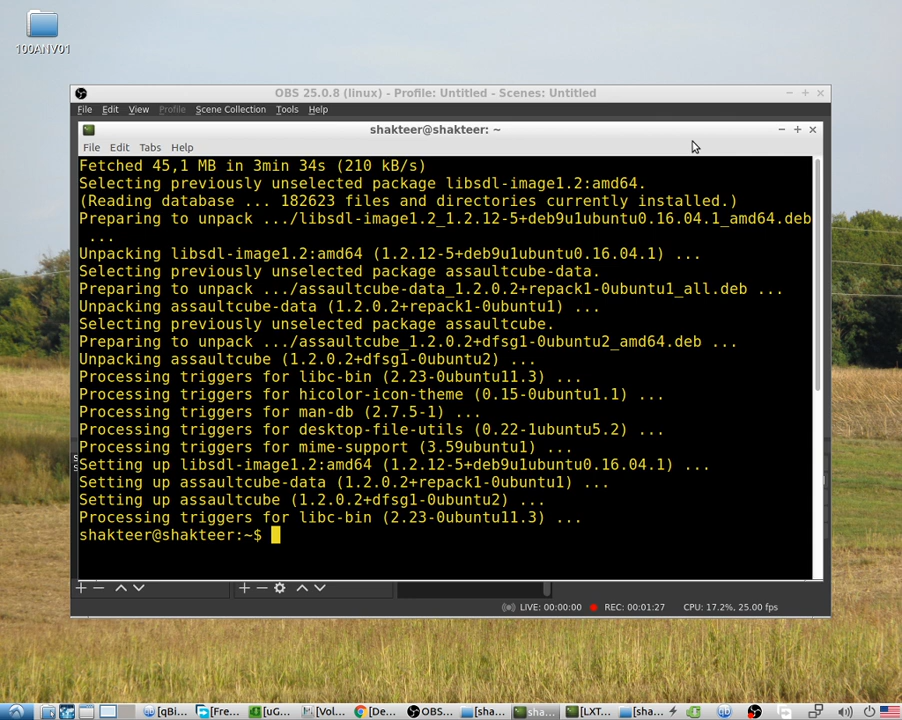 100ANV01
OBS 25.0.8 (linux) - Profile: Untitled - Scenes: Untitled
File Edit View Profile Scene Collection Tools Help
shakteer@shakteer: ~
File Edit Tabs Help
Fetched 45,1 MB in 3min 34s (210 kB/s)
Selecting previously unselected package libsdl-image1.2:amd64.
(Reading database ... 182623 files and directories currently installed.)
Preparing to unpack .../libsdl-image1.2_1.2.12-5+deb9u1ubuntu0.16.04.1_amd64.deb
...
Unpacking libsdl-image1.2:amd64 (1.2.12-5+deb9u1ubuntu0.16.04.1) ...
Selecting previously unselected package assaultcube-data.
Preparing to unpack .../assaultcube-data_1.2.0.2+repack1-0ubuntu1_all.deb ...
Unpacking assaultcube-data (1.2.0.2+repack1-0ubuntu1) ...
Selecting previously unselected package assaultcube.
Preparing to unpack .../assaultcube_1.2.0.2+dfsg1-0ubuntu2_amd64.deb ...
Unpacking assaultcube (1.2.0.2+dfsg1-0ubuntu2) ...
Processing triggers for libc-bin (2.23-0ubuntu11.3) ...
Processing triggers for hicolor-icon-theme (0.15-0ubuntu1.1) ...
Processing triggers for man-db (2.7.5-1) ...
Processing triggers for desktop-file-utils (0.22-1ubuntu5.2) ...
Processing triggers for mime-support (3.59ubuntu1) ...
Setting up libsdl-image1.2:amd64 (1.2.12-5+deb9u1ubuntu0.16.04.1) ...
Setting up assaultcube-data (1.2.0.2+repack1-0ubuntu1) ...
Setting up assaultcube (1.2.0.2+dfsg1-0ubuntu2) ...
Processing triggers for libc-bin (2.23-0ubuntu11.3) ...
shakteer@shakteer:~$
LIVE: 00:00:00 REC: 00:01:27 CPU: 17.2%, 25.00 fps
[qBi... [Fre... [uG... [Vol... [De... OBS... [sha... sha... [LXT... [sha...